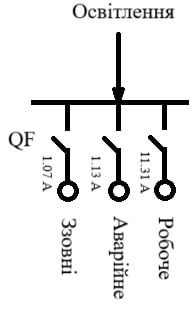 Освітлення
QF
1.07 А
1.13 А
11.31 А
Ззовні
Аварійне
Робоче